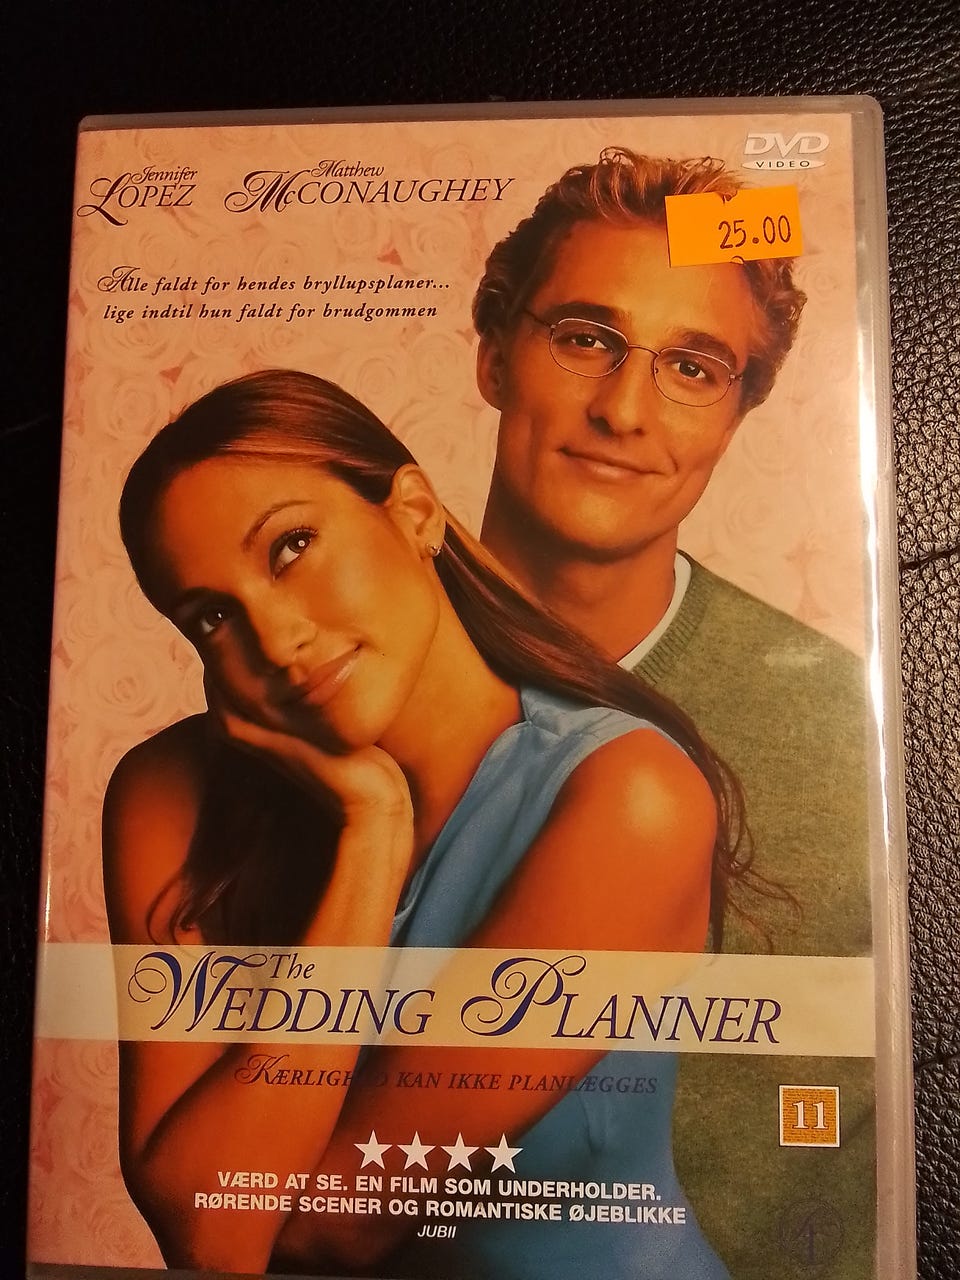 Jennifer
LOPEZ
Matthew
McCONAUGHEY
DVD
VIDEO
25.00
Alle faldt for hendes bryllupsplaner...
lige indtil hun faldt for brudgommen
The
WEDDING PLANNER
KÆRLIGHED KAN IKKE PLANLÆGGES
11
VÆRD AT SE. EN FILM SOM UNDERHOLDER.
RØRENDE SCENER OG ROMANTISKE ØJEBLIKKE
JUBII